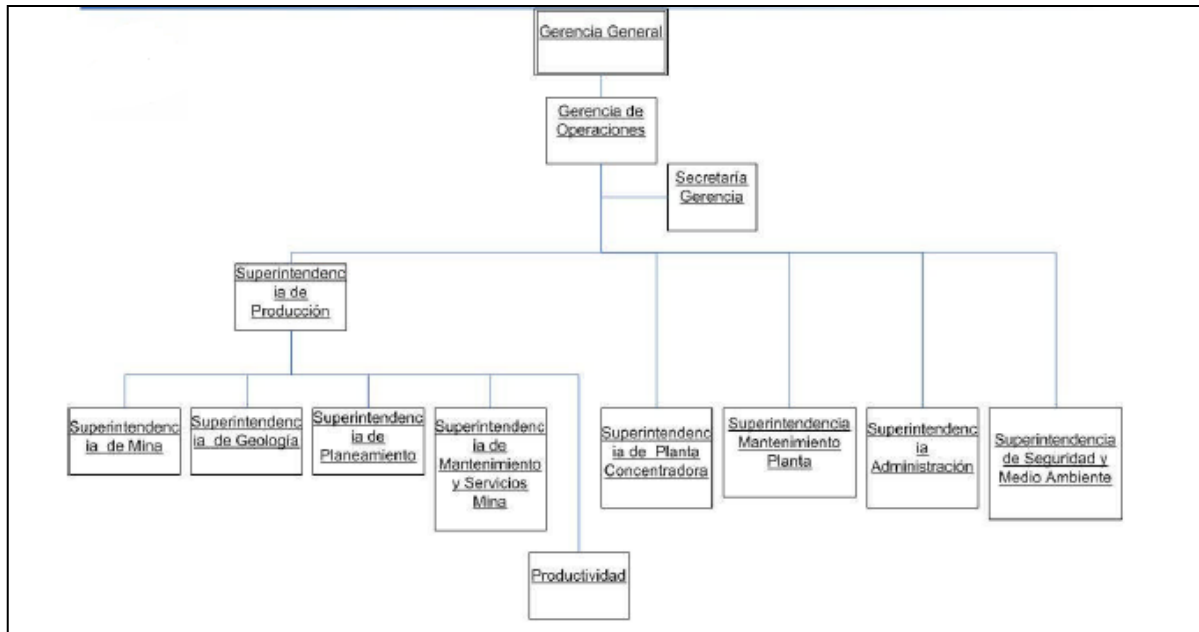 Gerencia General
Gerencia de
Operaciones
Secretaría
Gerencia
Superintendenc
ia de
Producción
Superintendenc
ia de Mina
Superintendenc
ia de Geología
Superintendenc
ia de
Planeamiento
Superintendenc
ia de
Mantenimiento
y Servicios
Mina
Superintendenc
ia de Planta
Concentradora
Superintendencia
Mantenimiento
Planta
Superintendenc
ia
Administración
Superintendencia
de Seguridad y
Medio Ambiente
Productividad